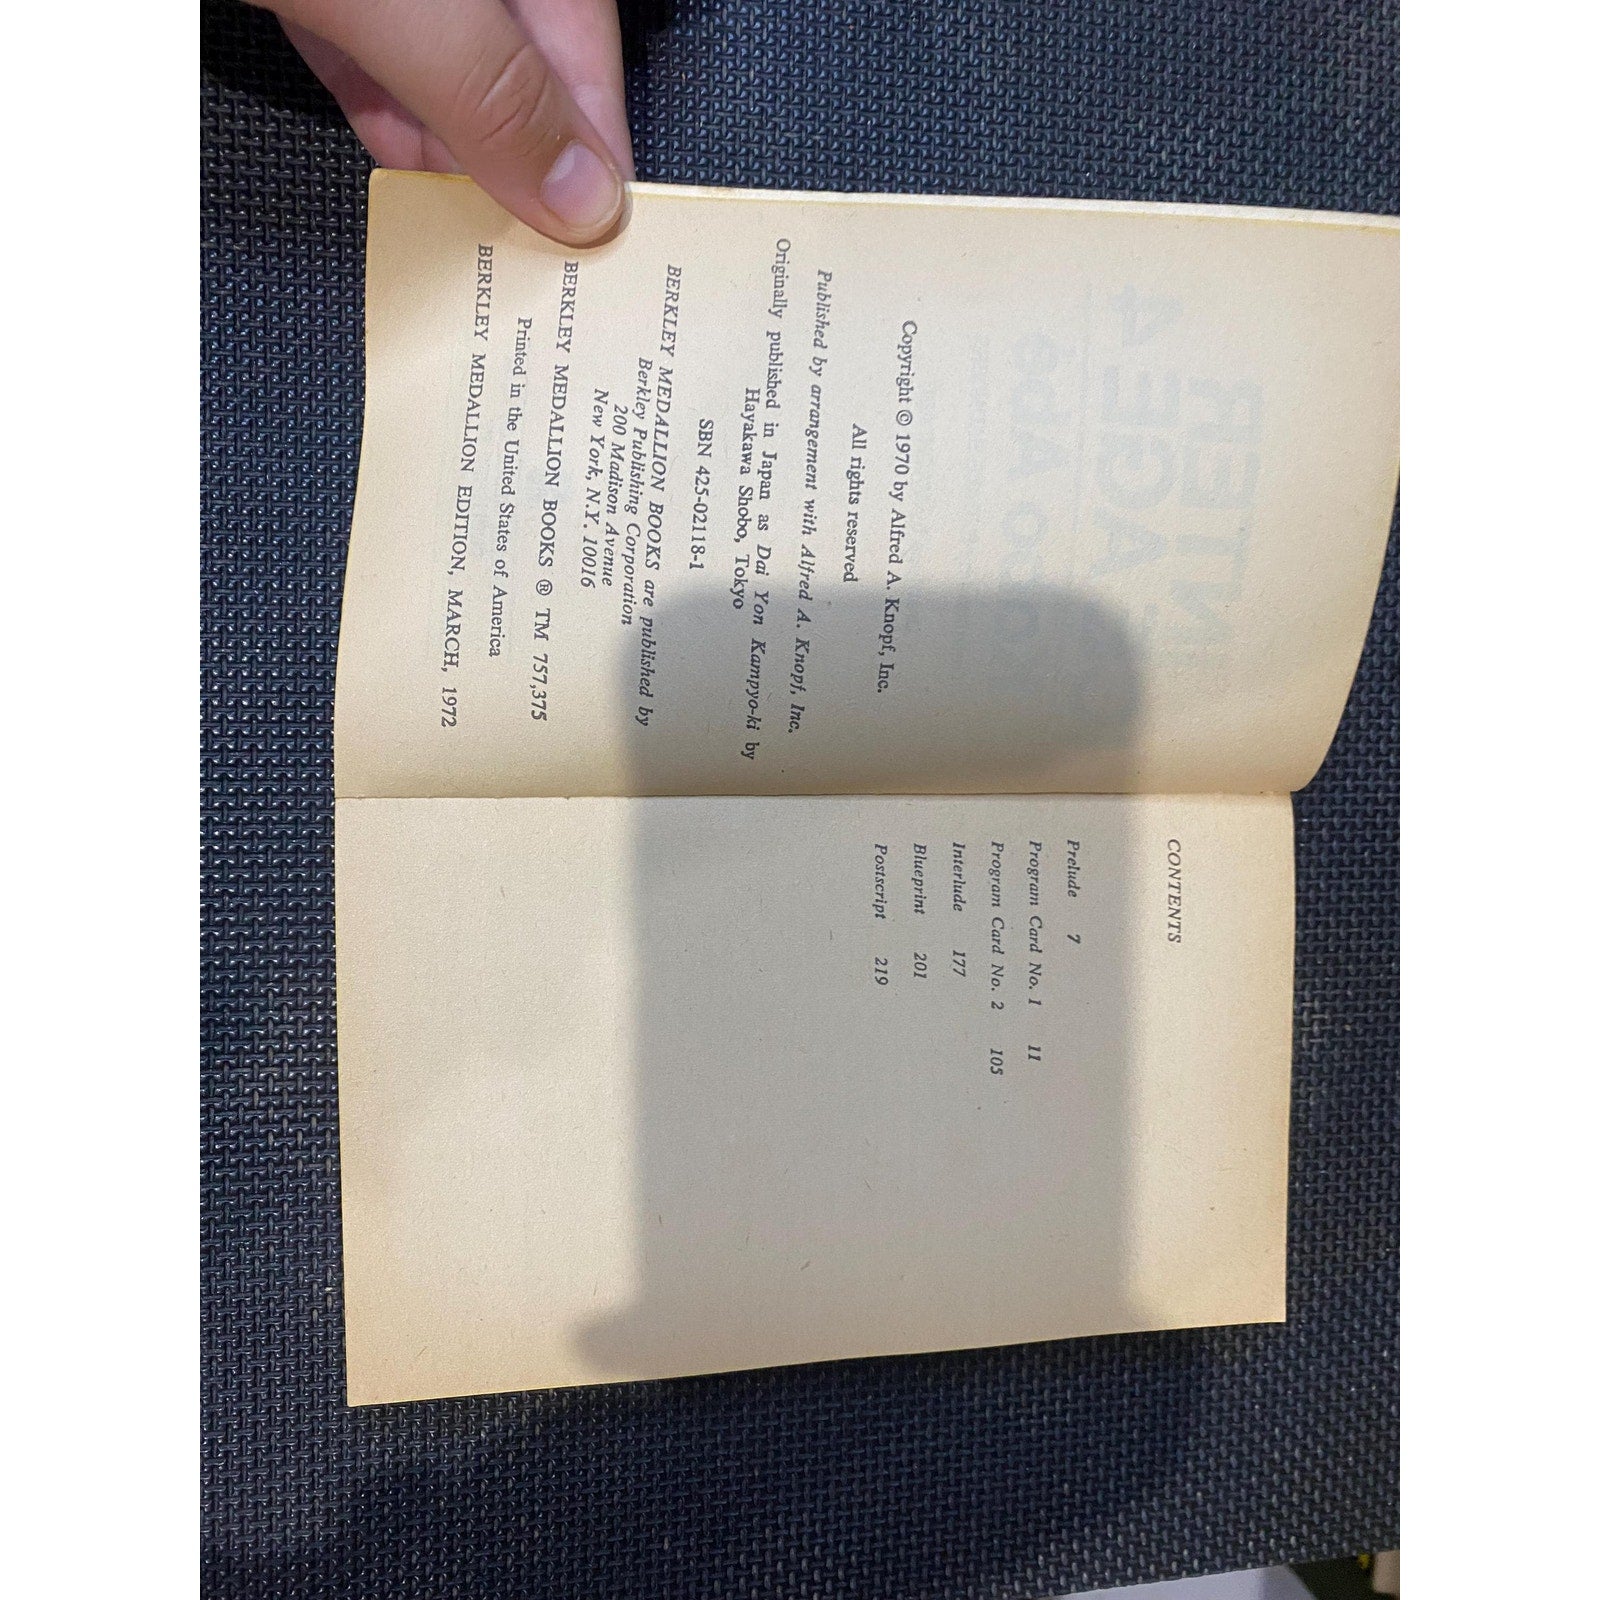 Copyright © 1970 by Alfred A. Knopf, Inc.
All rights reserved
Published by arrangement with Alfred A. Knopf, Inc.
Originally published in Japan as Dai Yon Kampyo-ki by
Hayakawa Shobo, Tokyo
SBN 425-02118-1
BERKLEY MEDALLION BOOKS are published by
Berkley Publishing Corporation
200 Madison Avenue
New York, N.Y. 10016
BERKLEY MEDALLION BOOKS ® TM 757,375
Printed in the United States of America
BERKLEY MEDALLION EDITION, MARCH, 1972
CONTENTS
Prelude 7
Program Card No. 1 11
Program Card No. 2 105
Interlude 177
Blueprint 201
Postscript 219